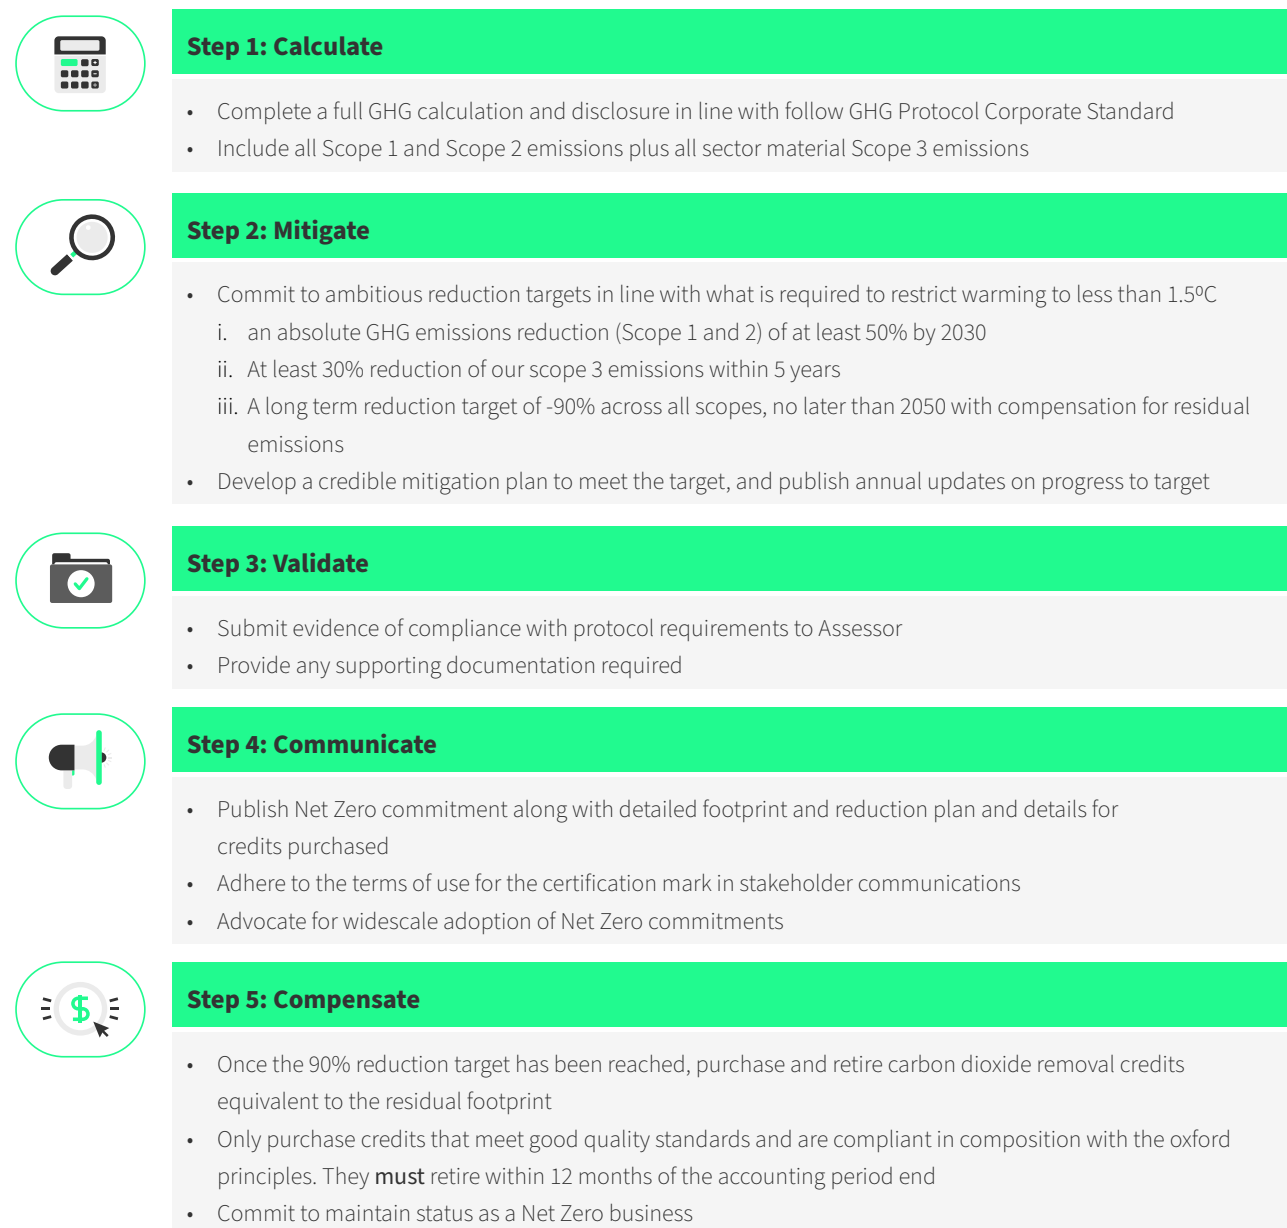 Step 1: Calculate
• Complete a full GHG calculation and disclosure in line with follow GHG Protocol Corporate Standard
• Include all Scope 1 and Scope 2 emissions plus all sector material Scope 3 emissions
Step 2: Mitigate
• Commit to ambitious reduction targets in line with what is required to restrict warming to less than 1.5ºC
i. an absolute GHG emissions reduction (Scope 1 and 2) of at least 50% by 2030
ii. At least 30% reduction of our scope 3 emissions within 5 years
iii. A long term reduction target of -90% across all scopes, no later than 2050 with compensation for residual
emissions
• Develop a credible mitigation plan to meet the target, and publish annual updates on progress to target
Step 3: Validate
• Submit evidence of compliance with protocol requirements to Assessor
• Provide any supporting documentation required
Step 4: Communicate
• Publish Net Zero commitment along with detailed footprint and reduction plan and details for
credits purchased
• Adhere to the terms of use for the certification mark in stakeholder communications
• Advocate for widescale adoption of Net Zero commitments
$
Step 5: Compensate
• Once the 90% reduction target has been reached, purchase and retire carbon dioxide removal credits
equivalent to the residual footprint
• Only purchase credits that meet good quality standards and are compliant in composition with the oxford
principles. They must retire within 12 months of the accounting period end
• Commit to maintain status as a Net Zero business